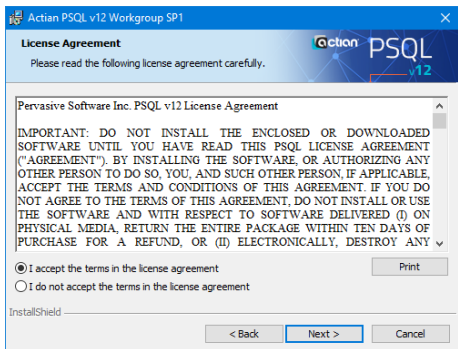 Actian PSQL v12 Workgroup SP1
License Agreement
Please read the following license agreement carefully.
actian PSQL
v12
Pervasive Software Inc. PSQL v12 License Agreement
IMPORTANT: DO NOT INSTALL THE ENCLOSED OR DOWNLOADED
SOFTWARE UNTIL YOU HAVE READ THIS PSQL LICENSE AGREEMENT
("AGREEMENT"). BY INSTALLING THE SOFTWARE, OR AUTHORIZING ANY
OTHER PERSON TO DO SO, YOU, AND SUCH OTHER PERSON, IF APPLICABLE,
ACCEPT THE TERMS AND CONDITIONS OF THIS AGREEMENT. IF YOU DO
NOT AGREE TO THE TERMS OF THIS AGREEMENT, DO NOT INSTALL OR USE
THE SOFTWARE AND WITH RESPECT TO SOFTWARE DELIVERED (I) ON
PHYSICAL MEDIA, RETURN THE ENTIRE PACKAGE WITHIN TEN DAYS OF
PURCHASE FOR A REFUND, OR (II) ELECTRONICALLY, DESTROY ANY
I accept the terms in the license agreement
Print
I do not accept the terms in the license agreement
InstallShield
< Back
Next >
Cancel